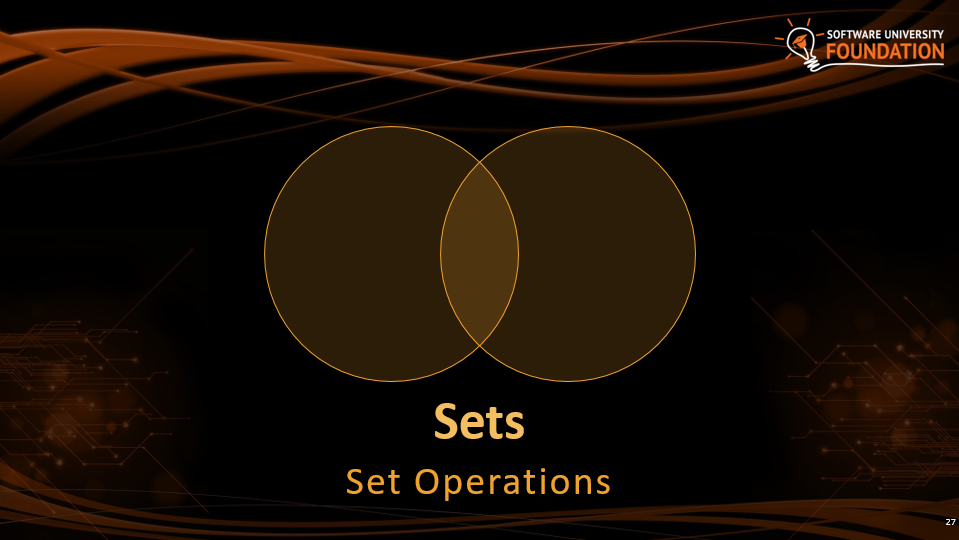 SOFTWARE UNIVERSITY
FOUNDATION
Sets
Set Operations
27